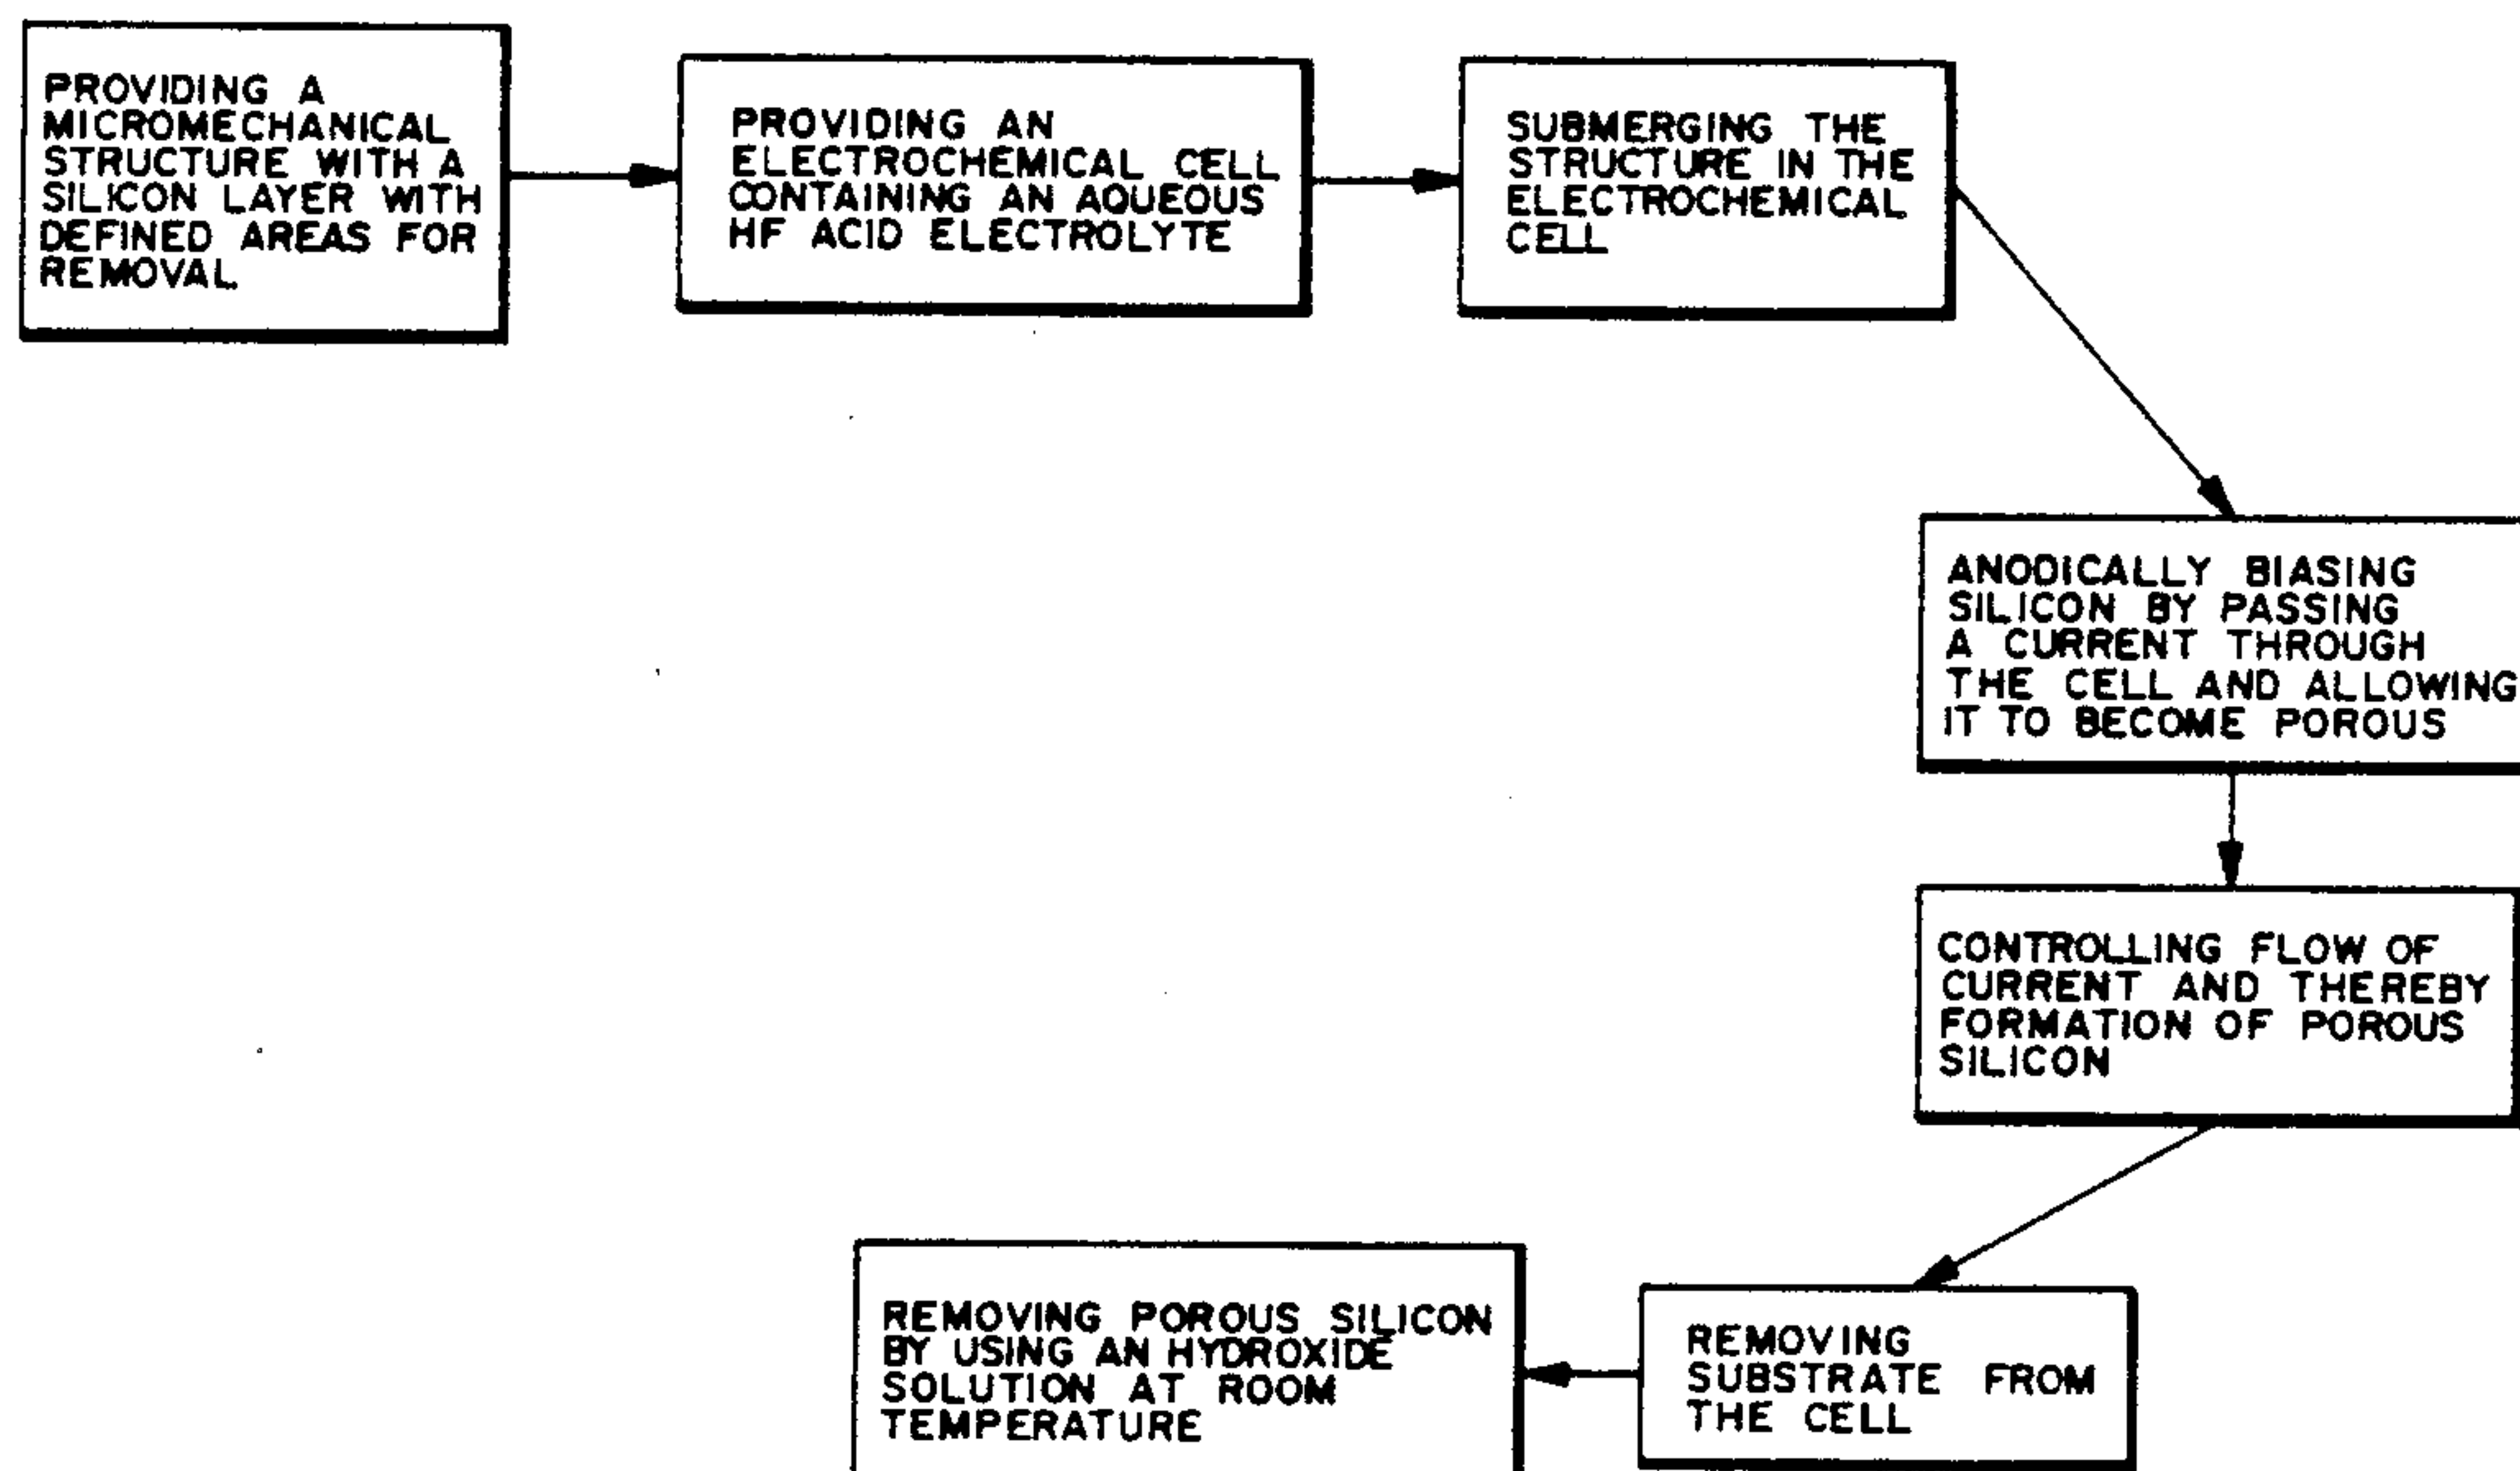 PROVIDING A
MICROMECHANICAL
STRUCTURE WITH A
SILICON LAYER WITH
DEFINED AREAS FOR
REMOVAL
PROVIDING AN
ELECTROCHEMICAL CELL
CONTAINING AN AQUEOUS
HF ACID ELECTROLYTE
SUBMERGING THE
STRUCTURE IN THE
ELECTROCHEMICAL
CELL
ANODICALLY BIASING
SILICON BY PASSING
A CURRENT THROUGH
THE CELL AND ALLOWING
IT TO BECOME POROUS
CONTROLLING FLOW OF
CURRENT AND THEREBY
FORMATION OF POROUS
SILICON
REMOVING
SUBSTRATE FROM
THE CELL
REMOVING POROUS SILICON
BY USING AN HYDROXIDE
SOLUTION AT ROOM
TEMPERATURE